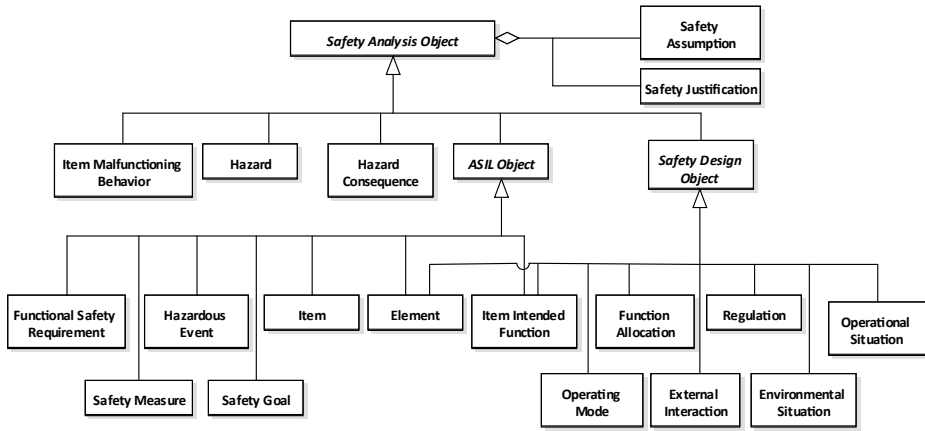 Safety Analysis Object
Safety
Assumption
Safety Justification
Item Malfunctioning
Behavior
Hazard
Hazard
Consequence
ASIL Object
Safety Design
Object
Functional Safety
Requirement
Hazardous
Event
Item
Element
Item Intended
Function
Function
Allocation
Regulation
Operational
Situation
Safety Measure
Safety Goal
Operating
Mode
External
Interaction
Environmental
Situation